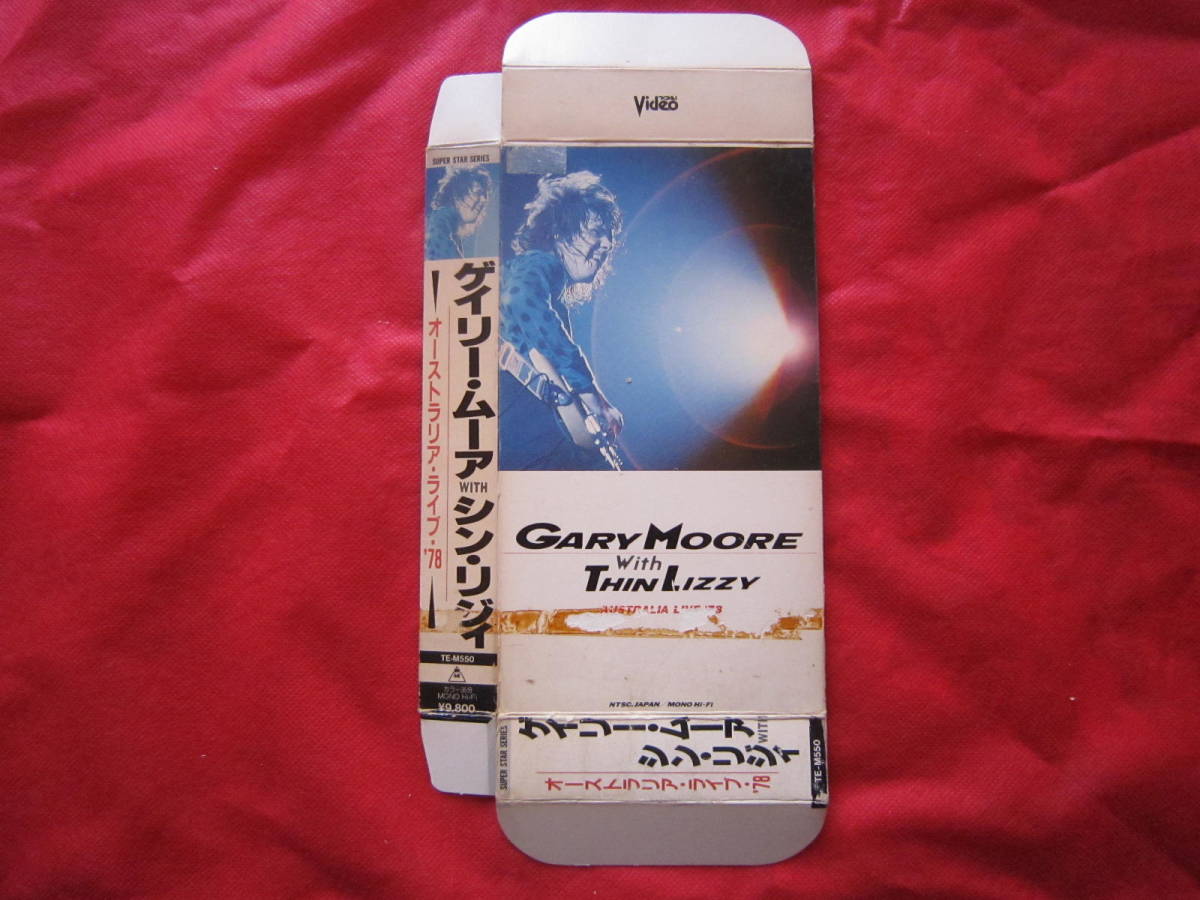 Video
SUPER STAR SERIES
ゲイリー・ムーア WITH シン・リジィ
オーストラリア・ライブ・'78
TE-M550
MONO Hi-Fi
¥9,800
GARY MOORE
With
THIN LIZZY
AUSTRALIA LIVE '78
NTSC. JAPAN / MONO HI-FI
SUPER STAR SERIES
ゲイリー・ムーア WITH
シン・リジィ
オーストラリア・ライブ・'78
TE-M550